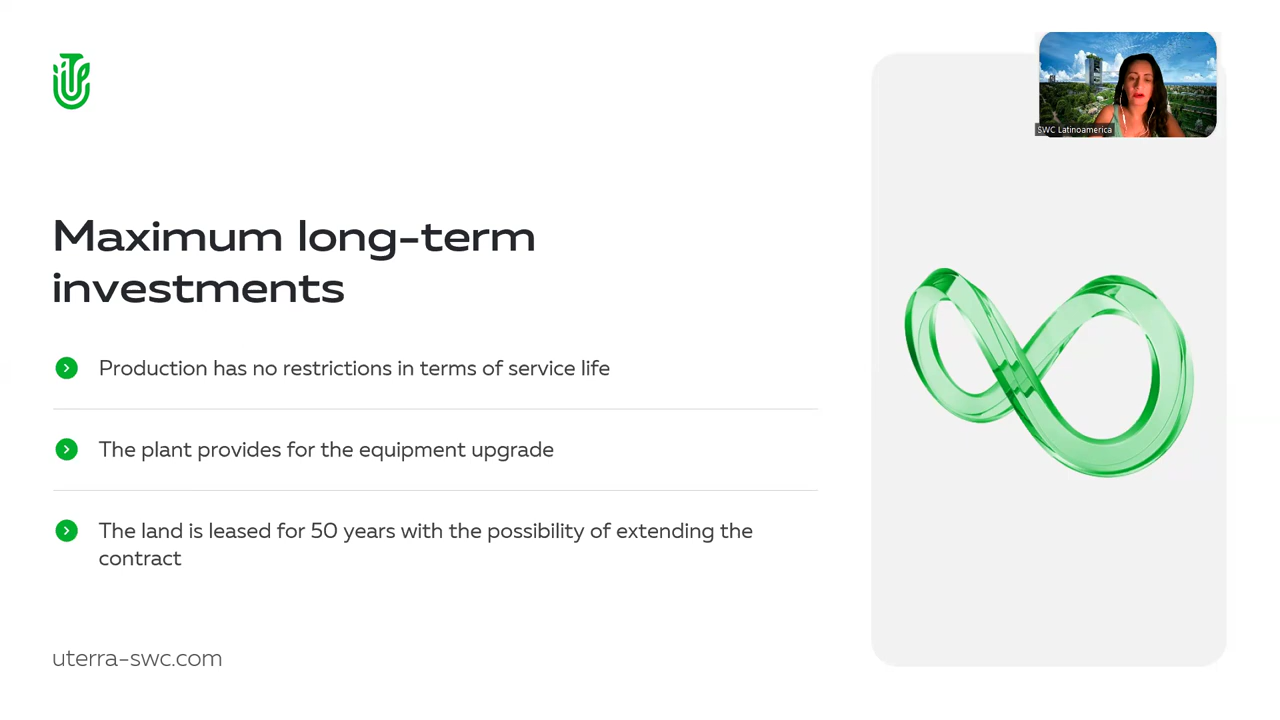 SWC Latinoamerica
Maximum long-term
investments
Production has no restrictions in terms of service life
The plant provides for the equipment upgrade
The land is leased for 50 years with the possibility of extending the
contract
uterra-swc.com